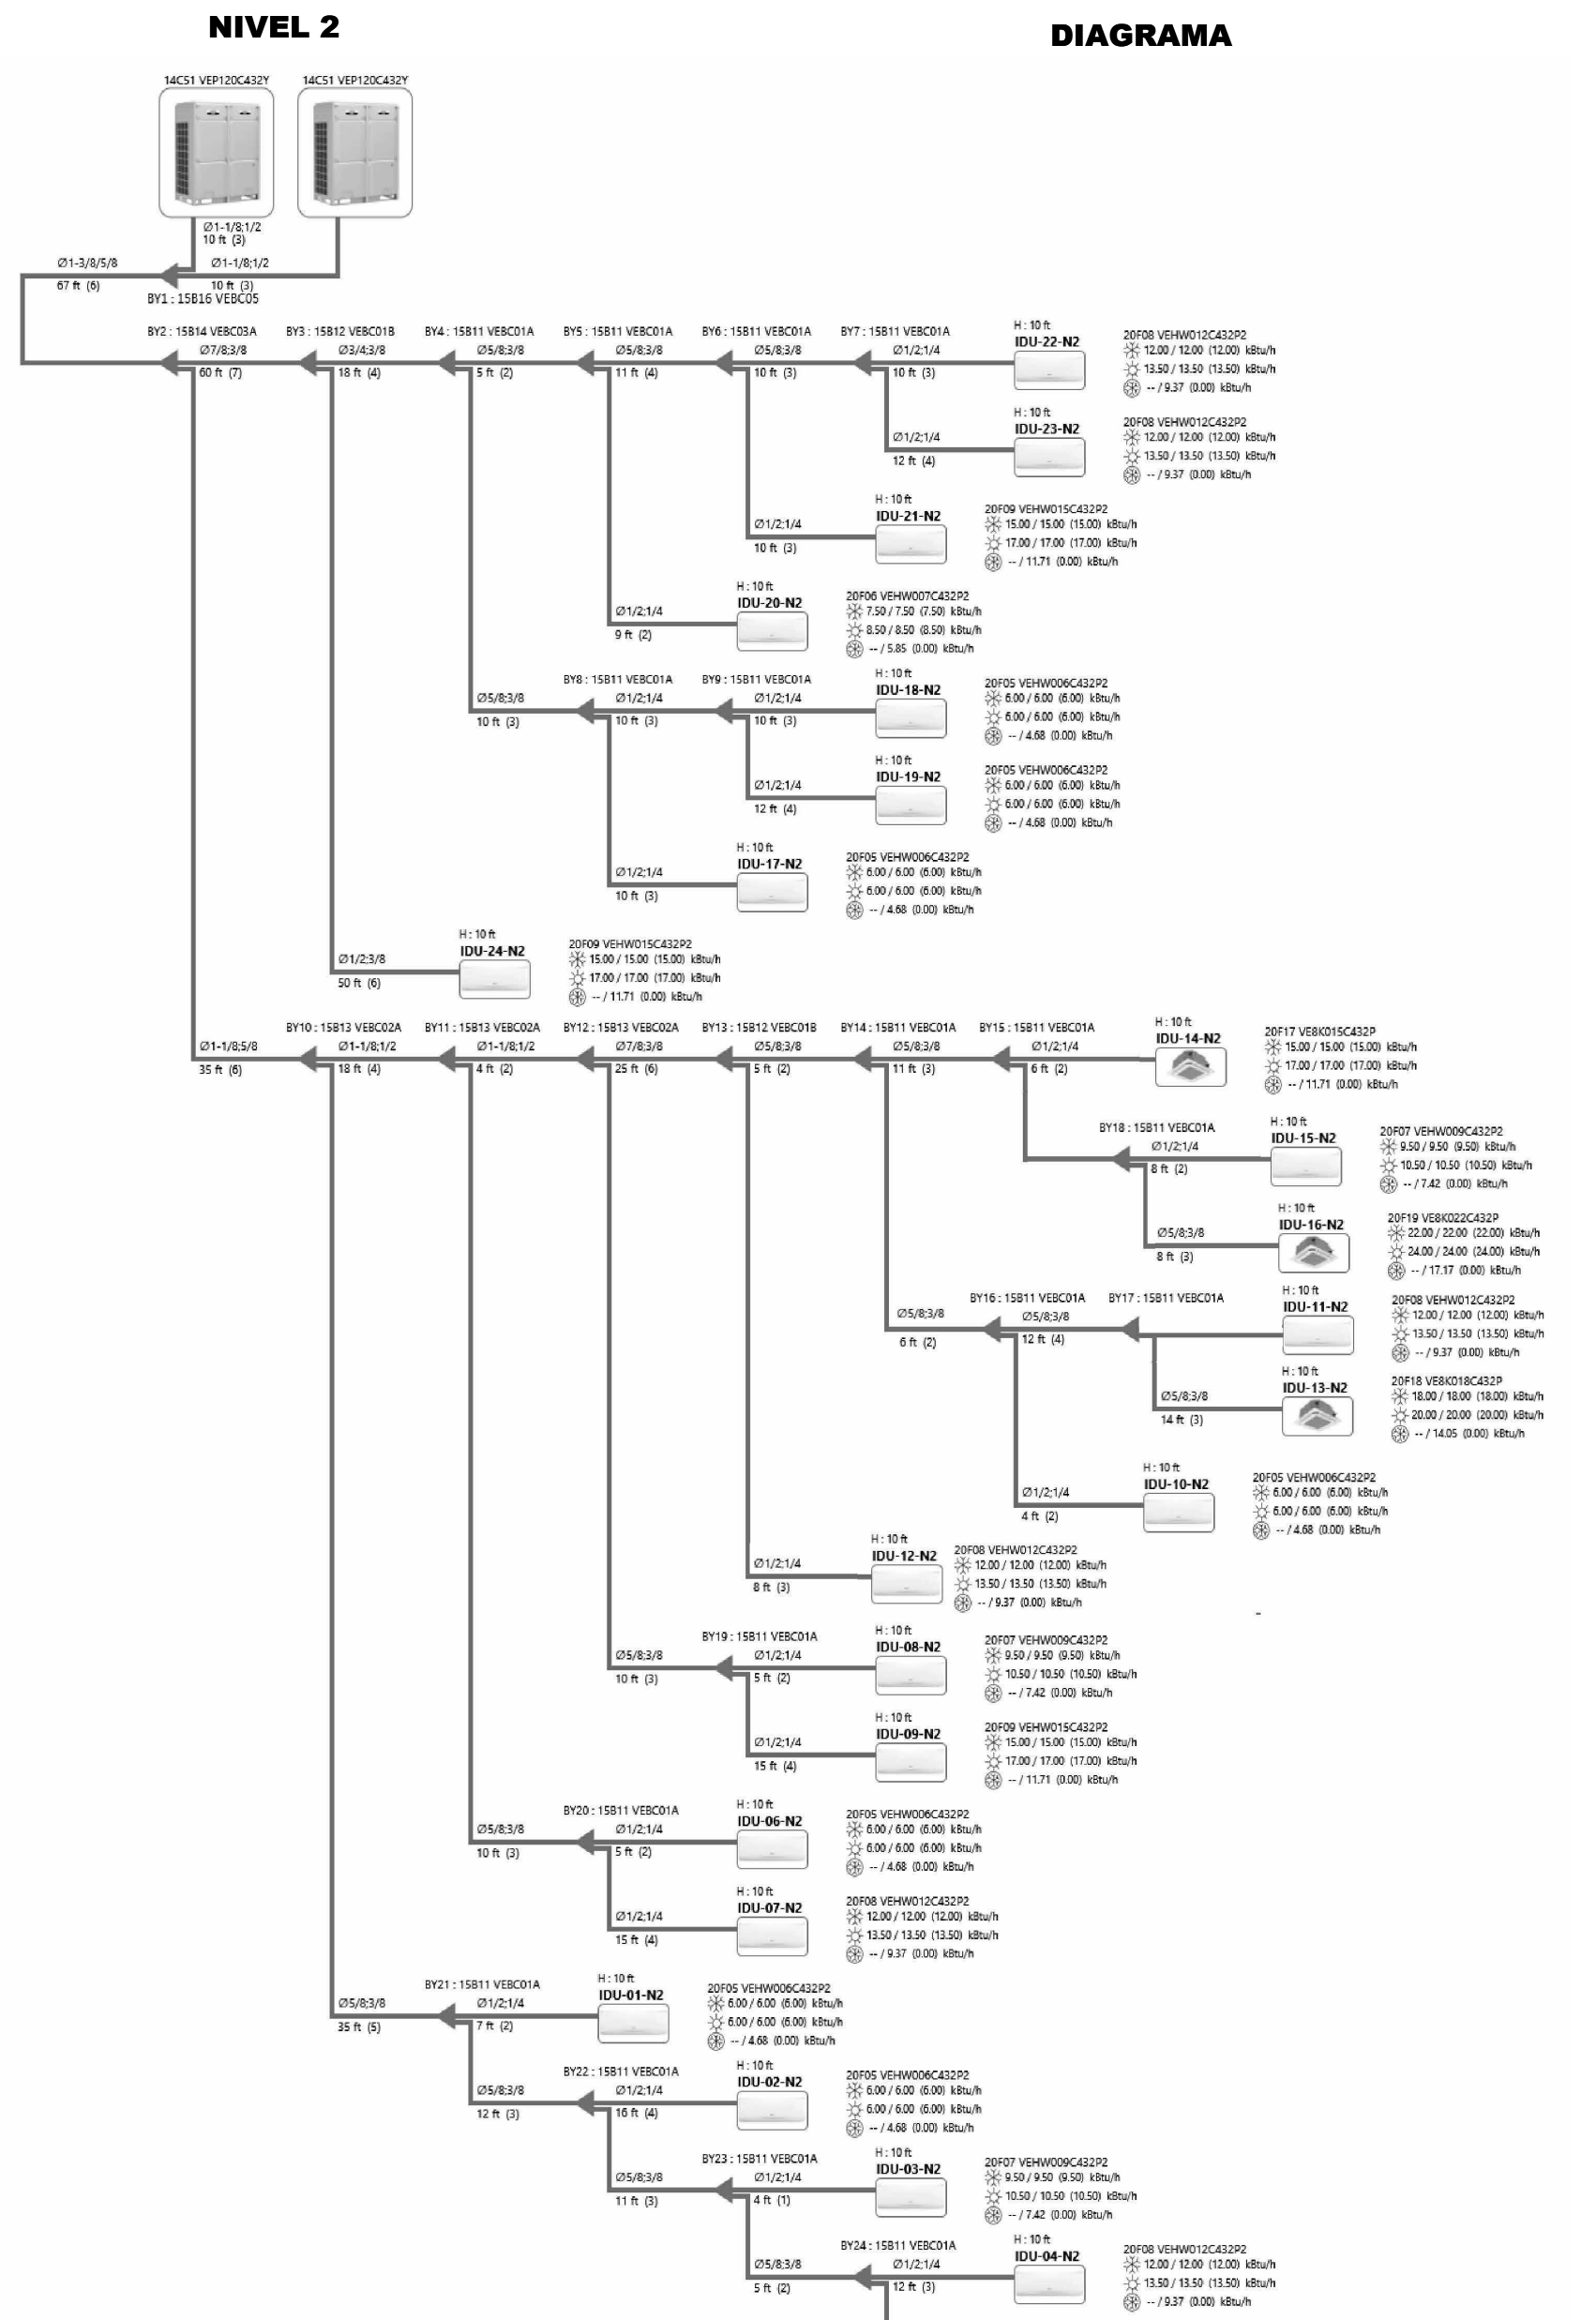 NIVEL 2
DIAGRAMA
14C51 VEP120C432Y
14C51 VEP120C432Y
Ø1-1/8;1/2
10 ft (3)
Ø1-3/8/5/8
67 ft (6)
Ø1-1/8;1/2
10 ft (3)
BY1 : 15B16 VEBC05
BY2 : 15B14 VEBC03A
Ø7/8;3/8
60 ft (7)
BY3 : 15B12 VEBC01B
Ø3/4;3/8
18 ft (4)
BY4 : 15B11 VEBC01A
Ø5/8;3/8
5 ft (2)
BY5 : 15B11 VEBC01A
Ø5/8;3/8
11 ft (4)
BY6 : 15B11 VEBC01A
Ø5/8;3/8
10 ft (3)
BY7 : 15B11 VEBC01A
Ø1/2;1/4
10 ft (3)
H : 10 ft
IDU-22-N2
20F08 VEHW012C432P2
12.00 / 12.00 (12.00) kBtu/h
13.50 / 13.50 (13.50) kBtu/h
-- / 9.37 (0.00) kBtu/h
Ø1/2;1/4
12 ft (4)
H : 10 ft
IDU-23-N2
20F08 VEHW012C432P2
12.00 / 12.00 (12.00) kBtu/h
13.50 / 13.50 (13.50) kBtu/h
-- / 9.37 (0.00) kBtu/h
Ø1/2;1/4
10 ft (3)
H : 10 ft
IDU-21-N2
20F09 VEHW015C432P2
15.00 / 15.00 (15.00) kBtu/h
17.00 / 17.00 (17.00) kBtu/h
-- / 11.71 (0.00) kBtu/h
Ø1/2;1/4
9 ft (2)
H : 10 ft
IDU-20-N2
20F06 VEHW007C432P2
7.50 / 7.50 (7.50) kBtu/h
8.50 / 8.50 (8.50) kBtu/h
-- / 5.85 (0.00) kBtu/h
Ø5/8;3/8
10 ft (3)
BY8 : 15B11 VEBC01A
Ø1/2;1/4
10 ft (3)
BY9 : 15B11 VEBC01A
Ø1/2;1/4
10 ft (3)
H : 10 ft
IDU-18-N2
20F05 VEHW006C432P2
6.00 / 6.00 (6.00) kBtu/h
6.00 / 6.00 (6.00) kBtu/h
-- / 4.68 (0.00) kBtu/h
Ø1/2;1/4
12 ft (4)
H : 10 ft
IDU-19-N2
20F05 VEHW006C432P2
6.00 / 6.00 (6.00) kBtu/h
6.00 / 6.00 (6.00) kBtu/h
-- / 4.68 (0.00) kBtu/h
Ø1/2;1/4
10 ft (3)
H : 10 ft
IDU-17-N2
20F05 VEHW006C432P2
6.00 / 6.00 (6.00) kBtu/h
6.00 / 6.00 (6.00) kBtu/h
-- / 4.68 (0.00) kBtu/h
Ø1/2;3/8
50 ft (6)
H : 10 ft
IDU-24-N2
20F09 VEHW015C432P2
15.00 / 15.00 (15.00) kBtu/h
17.00 / 17.00 (17.00) kBtu/h
-- / 11.71 (0.00) kBtu/h
Ø1-1/8;5/8
35 ft (6)
BY10 : 15B13 VEBC02A
Ø1-1/8;1/2
18 ft (4)
BY11 : 15B13 VEBC02A
Ø1-1/8;1/2
4 ft (2)
BY12 : 15B13 VEBC02A
Ø7/8;3/8
25 ft (6)
BY13 : 15B12 VEBC01B
Ø5/8;3/8
5 ft (2)
BY14 : 15B11 VEBC01A
Ø5/8;3/8
11 ft (3)
BY15 : 15B11 VEBC01A
Ø1/2;1/4
6 ft (2)
H : 10 ft
IDU-14-N2
20F17 VE8K015C432P
15.00 / 15.00 (15.00) kBtu/h
17.00 / 17.00 (17.00) kBtu/h
-- / 11.71 (0.00) kBtu/h
BY18 : 15B11 VEBC01A
Ø1/2;1/4
8 ft (2)
H : 10 ft
IDU-15-N2
20F07 VEHW009C432P2
9.50 / 9.50 (9.50) kBtu/h
10.50 / 10.50 (10.50) kBtu/h
-- / 7.42 (0.00) kBtu/h
Ø5/8;3/8
8 ft (3)
H : 10 ft
IDU-16-N2
20F19 VE8K022C432P
22.00 / 22.00 (22.00) kBtu/h
24.00 / 24.00 (24.00) kBtu/h
-- / 17.17 (0.00) kBtu/h
Ø5/8;3/8
6 ft (2)
BY16 : 15B11 VEBC01A
Ø5/8;3/8
12 ft (4)
BY17 : 15B11 VEBC01A
H : 10 ft
IDU-11-N2
20F08 VEHW012C432P2
12.00 / 12.00 (12.00) kBtu/h
13.50 / 13.50 (13.50) kBtu/h
-- / 9.37 (0.00) kBtu/h
Ø5/8;3/8
14 ft (3)
H : 10 ft
IDU-13-N2
20F18 VE8K018C432P
18.00 / 18.00 (18.00) kBtu/h
20.00 / 20.00 (20.00) kBtu/h
-- / 14.05 (0.00) kBtu/h
Ø1/2;1/4
4 ft (2)
H : 10 ft
IDU-10-N2
20F05 VEHW006C432P2
6.00 / 6.00 (6.00) kBtu/h
6.00 / 6.00 (6.00) kBtu/h
-- / 4.68 (0.00) kBtu/h
Ø1/2;1/4
8 ft (3)
H : 10 ft
IDU-12-N2
20F08 VEHW012C432P2
12.00 / 12.00 (12.00) kBtu/h
13.50 / 13.50 (13.50) kBtu/h
-- / 9.37 (0.00) kBtu/h
Ø5/8;3/8
10 ft (3)
BY19 : 15B11 VEBC01A
Ø1/2;1/4
5 ft (2)
H : 10 ft
IDU-08-N2
20F07 VEHW009C432P2
9.50 / 9.50 (9.50) kBtu/h
10.50 / 10.50 (10.50) kBtu/h
-- / 7.42 (0.00) kBtu/h
Ø1/2;1/4
15 ft (4)
H : 10 ft
IDU-09-N2
20F09 VEHW015C432P2
15.00 / 15.00 (15.00) kBtu/h
17.00 / 17.00 (17.00) kBtu/h
-- / 11.71 (0.00) kBtu/h
Ø5/8;3/8
10 ft (3)
BY20 : 15B11 VEBC01A
Ø1/2;1/4
5 ft (2)
H : 10 ft
IDU-06-N2
20F05 VEHW006C432P2
6.00 / 6.00 (6.00) kBtu/h
6.00 / 6.00 (6.00) kBtu/h
-- / 4.68 (0.00) kBtu/h
Ø1/2;1/4
15 ft (4)
H : 10 ft
IDU-07-N2
20F08 VEHW012C432P2
12.00 / 12.00 (12.00) kBtu/h
13.50 / 13.50 (13.50) kBtu/h
-- / 9.37 (0.00) kBtu/h
Ø5/8;3/8
35 ft (5)
BY21 : 15B11 VEBC01A
Ø1/2;1/4
7 ft (2)
H : 10 ft
IDU-01-N2
20F05 VEHW006C432P2
6.00 / 6.00 (6.00) kBtu/h
6.00 / 6.00 (6.00) kBtu/h
-- / 4.68 (0.00) kBtu/h
Ø5/8;3/8
12 ft (3)
BY22 : 15B11 VEBC01A
Ø1/2;1/4
16 ft (4)
H : 10 ft
IDU-02-N2
20F05 VEHW006C432P2
6.00 / 6.00 (6.00) kBtu/h
6.00 / 6.00 (6.00) kBtu/h
-- / 4.68 (0.00) kBtu/h
Ø5/8;3/8
11 ft (3)
BY23 : 15B11 VEBC01A
Ø1/2;1/4
4 ft (1)
H : 10 ft
IDU-03-N2
20F07 VEHW009C432P2
9.50 / 9.50 (9.50) kBtu/h
10.50 / 10.50 (10.50) kBtu/h
-- / 7.42 (0.00) kBtu/h
Ø5/8;3/8
5 ft (2)
BY24 : 15B11 VEBC01A
Ø1/2;1/4
12 ft (3)
H : 10 ft
IDU-04-N2
20F08 VEHW012C432P2
12.00 / 12.00 (12.00) kBtu/h
13.50 / 13.50 (13.50) kBtu/h
-- / 9.37 (0.00) kBtu/h